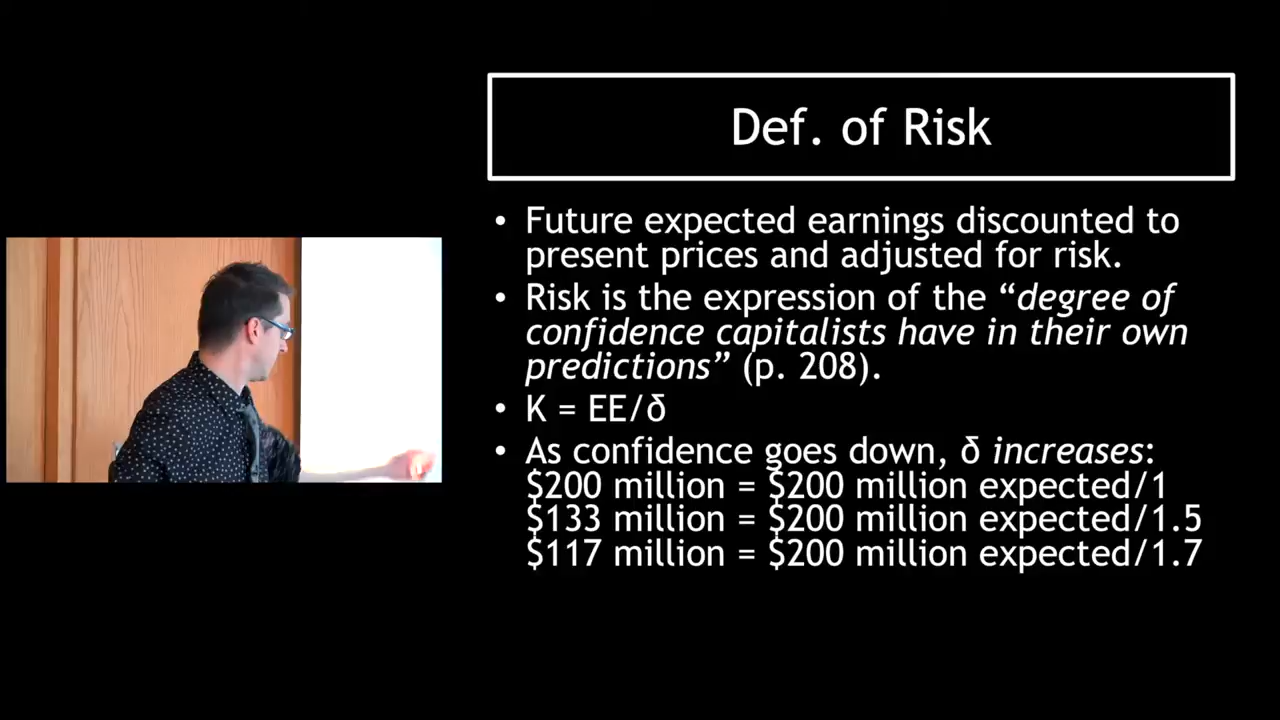 Def. of Risk
• Future expected earnings discounted to
present prices and adjusted for risk.
• Risk is the expression of the “degree of
confidence capitalists have in their own
predictions” (p. 208).
• K = EE/δ
• As confidence goes down, δ increases:
$200 million = $200 million expected/1
$133 million = $200 million expected/1.5
$117 million = $200 million expected/1.7